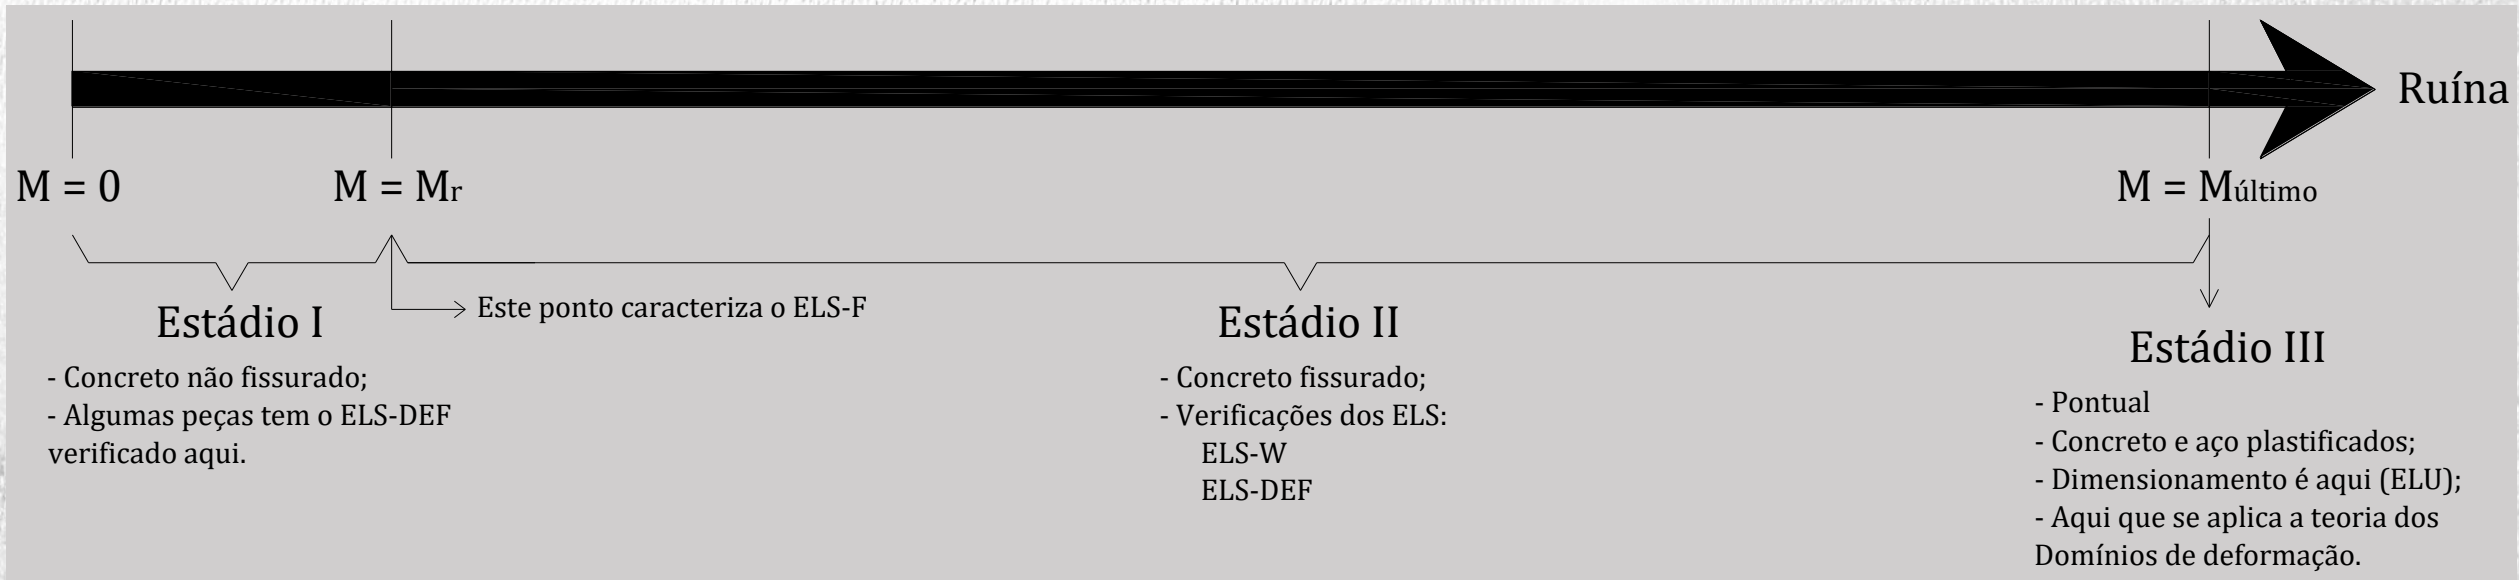 Ruína
M = 0
M = Mr
M = Múltimo
Estádio I
- Concreto não fissurado;
- Algumas peças tem o ELS-DEF
verificado aqui.
Este ponto caracteriza o ELS-F
Estádio II
- Concreto fissurado;
- Verificações dos ELS:
ELS-W
ELS-DEF
Estádio III
- Pontual
- Concreto e aço plastificados;
- Dimensionamento é aqui (ELU);
- Aqui que se aplica a teoria dos
Domínios de deformação.